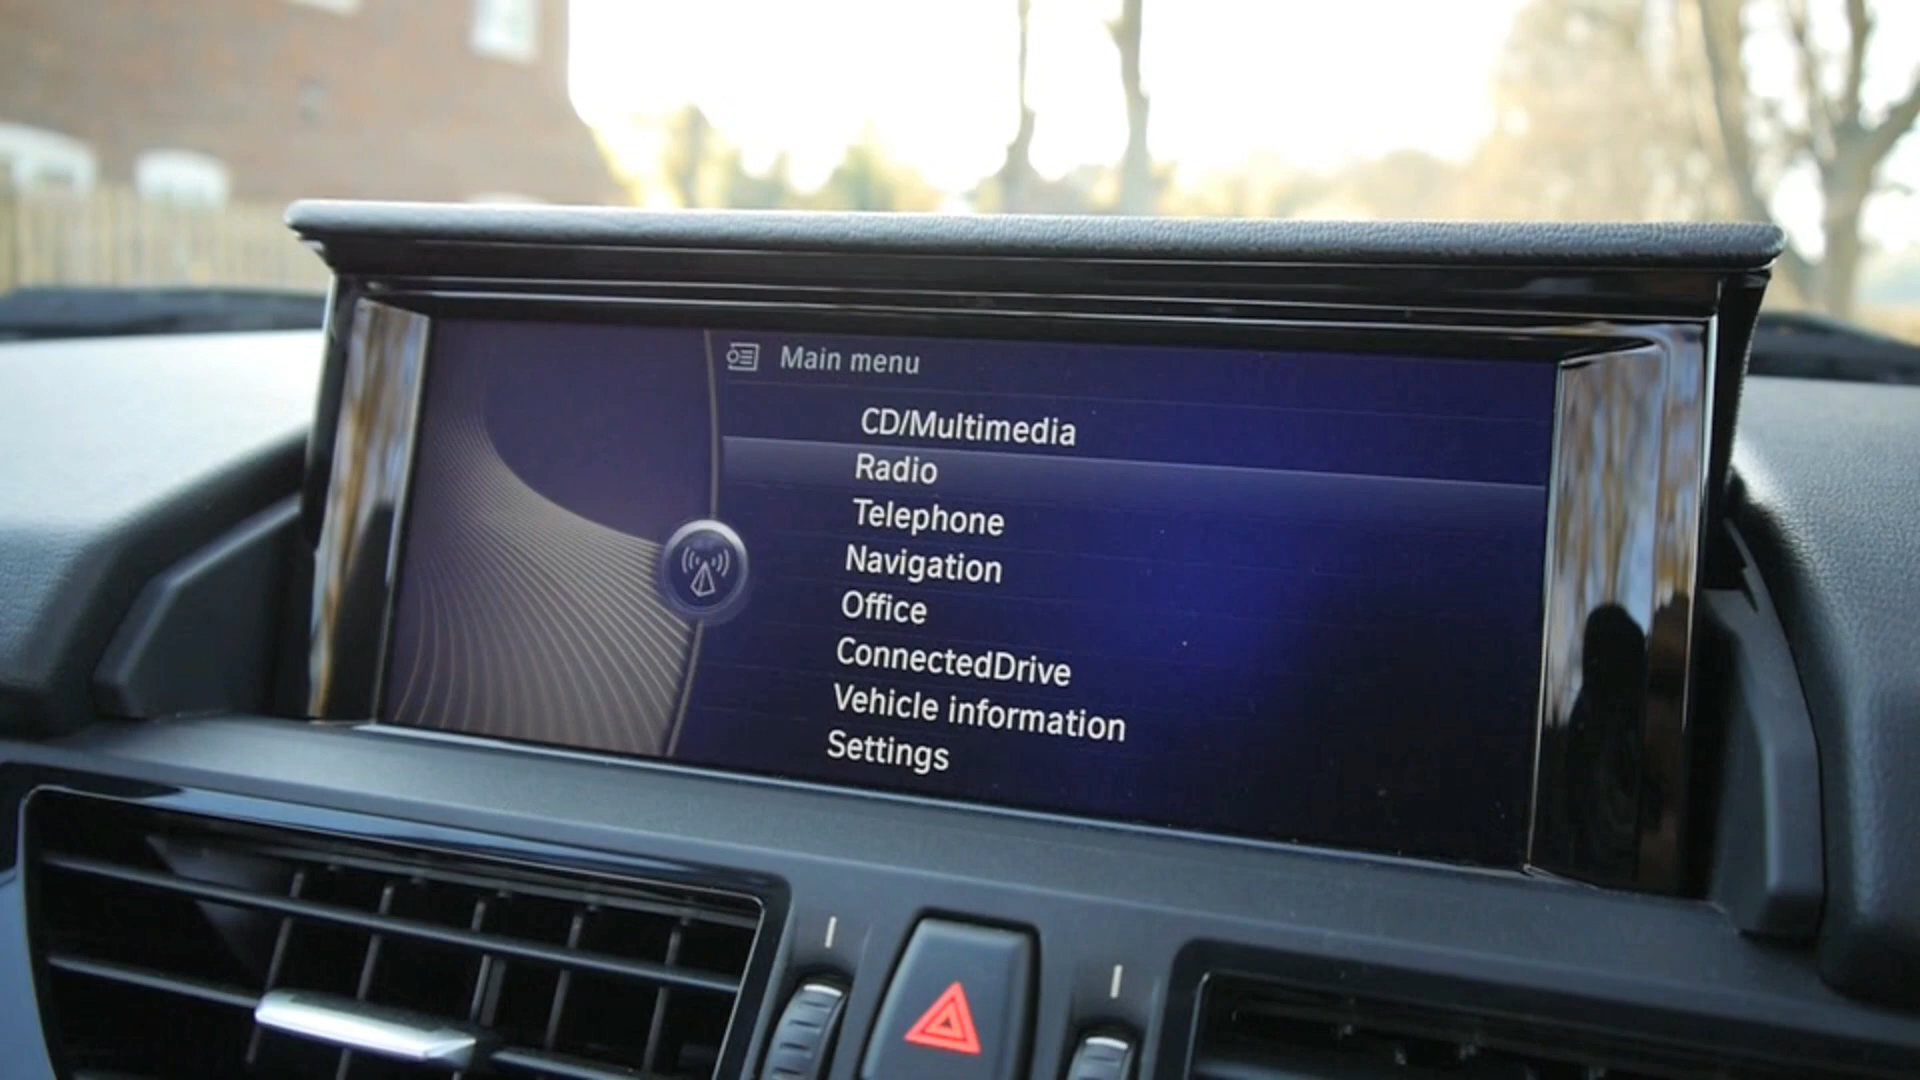 Main menu
CD/Multimedia
Radio
Telephone
Navigation
Office
ConnectedDrive
Vehicle information
Settings